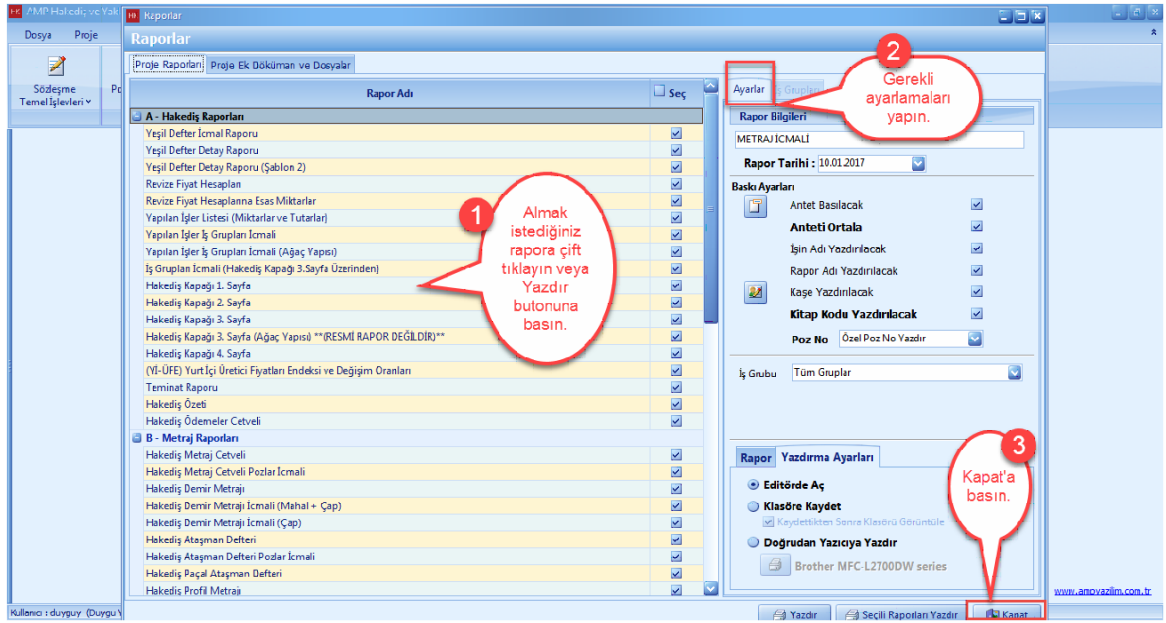 AMP Hakediş ve Yak
Raporlar
Dosya Proje
Raporlar
Proje Raporları Proje Ek Döküman ve Dosyalar
Sözleşme
Temel İşlevleri
Rapor Adı Seç
A - Hakediş Raporları
Yeşil Defter İcmal Raporu
Yeşil Defter Detay Raporu
Yeşil Defter Detay Raporu (Şablon 2)
Revize Fiyat Hesapları
Revize Fiyat Hesaplarına Esas Miktarlar
Yapılan İşler Listesi (Miktarlar ve Tutarlar)
Yapılan İşler İş Grupları İcmali
Yapılan İşler İş Grupları İcmali (Ağaç Yapısı)
İş Grupları İcmali (Hakediş Kapağı 3.Sayfa Üzerinden)
Hakediş Kapağı 1. Sayfa
Hakediş Kapağı 2. Sayfa
Hakediş Kapağı 3. Sayfa
Hakediş Kapağı 3. Sayfa (Ağaç Yapısı) **(RESMİ RAPOR DEĞİLDİR)**
Hakediş Kapağı 4. Sayfa
(Yİ-ÜFE) Yurt İçi Üretici Fiyatları Endeksi ve Değişim Oranları
Teminat Raporu
Hakediş Özeti
Hakediş Ödemeler Cetveli
B - Metraj Raporları
Hakediş Metraj Cetveli
Hakediş Metraj Cetveli Pozlar İcmali
Hakediş Demir Metrajı
Hakediş Demir Metrajı İcmali (Mahal + Çap)
Hakediş Demir Metrajı İcmali (Çap)
Hakediş Ataşman Defteri
Hakediş Ataşman Defteri Pozlar İcmali
Hakediş Paçal Ataşman Defteri
Hakediş Profil Metrajı
1
Almak
istediğiniz
rapora çift
tıklayın veya
Yazdır
butonuna
basın.
2
Gerekli
ayarlamaları
yapın.
Ayarlar İş Grupları
Rapor Bilgileri
METRAJ İCMALİ
Rapor Tarihi : 10.01.2017
Baskı Ayarları
Antet Basılacak
Anteti Ortala
İşin Adı Yazdırılacak
Rapor Adı Yazdırılacak
Kaşe Yazdırılacak
Kitap Kodu Yazdırılacak
Poz No Özel Poz No Yazdır
İş Grubu Tüm Gruplar
Rapor Yazdırma Ayarları
Editörde Aç
Klasöre Kaydet
Kaydettikten Sonra Klasörü Görüntüle
Doğrudan Yazıcıya Yazdır
Brother MFC-L2700DW series
3
Kapat'a
basın.
Yazdır Seçili Raporları Yazdır Kapat
www.ampyazilim.com.tr
Kullanıcı : duyguy (Duygu Y